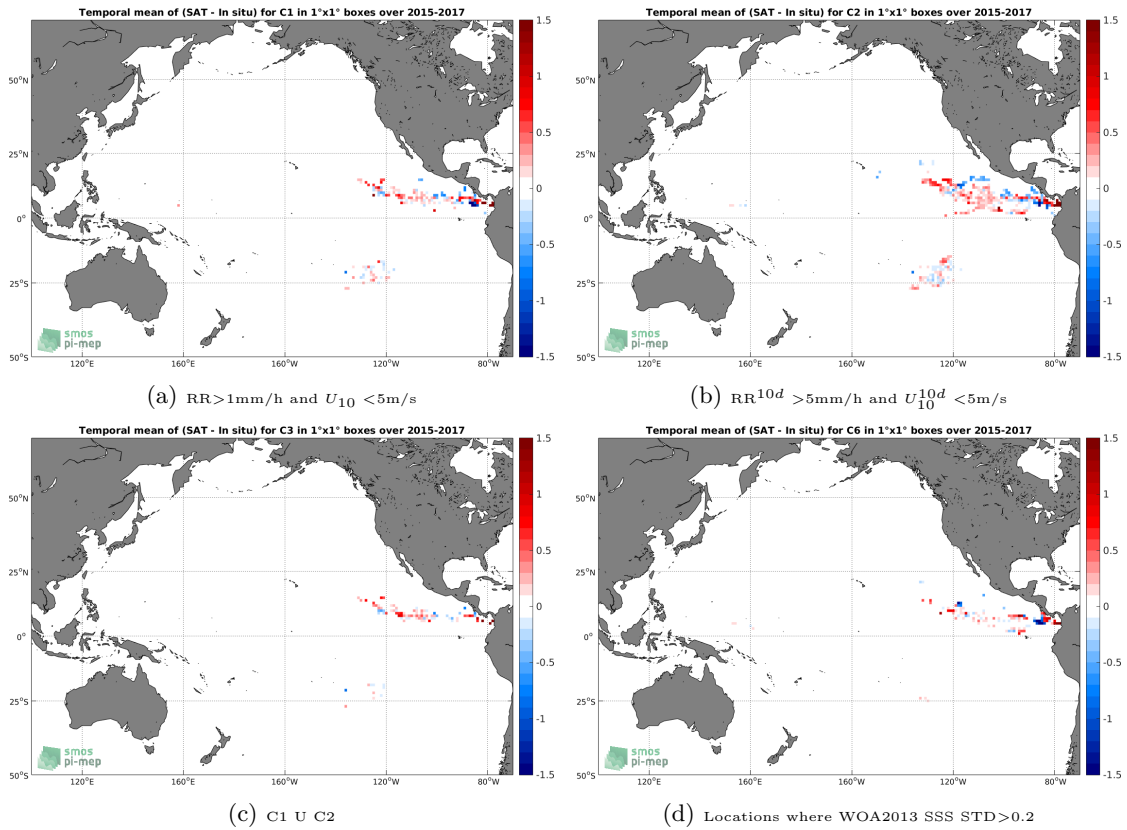 Temporal mean of (SAT - In situ) for C1 in 1°x1° boxes over 2015-2017
1.5
1
0.5
0
-0.5
-1
-1.5
50°N
25°N
0°
25°S
50°S
120°E
160°E
160°W
120°W
80°W
smos
pi-mep
(a) RR>1mm/h and U10 <5m/s
Temporal mean of (SAT - In situ) for C2 in 1°x1° boxes over 2015-2017
1.5
1
0.5
0
-0.5
-1
-1.5
50°N
25°N
0°
25°S
50°S
120°E
160°E
160°W
120°W
80°W
smos
pi-mep
(b) RR^10d >5mm/h and U10^10d <5m/s
Temporal mean of (SAT - In situ) for C3 in 1°x1° boxes over 2015-2017
1.5
1
0.5
0
-0.5
-1
-1.5
50°N
25°N
0°
25°S
50°S
120°E
160°E
160°W
120°W
80°W
smos
pi-mep
(c) C1 U C2
Temporal mean of (SAT - In situ) for C6 in 1°x1° boxes over 2015-2017
1.5
1
0.5
0
-0.5
-1
-1.5
50°N
25°N
0°
25°S
50°S
120°E
160°E
160°W
120°W
80°W
smos
pi-mep
(d) Locations where WOA2013 SSS STD>0.2